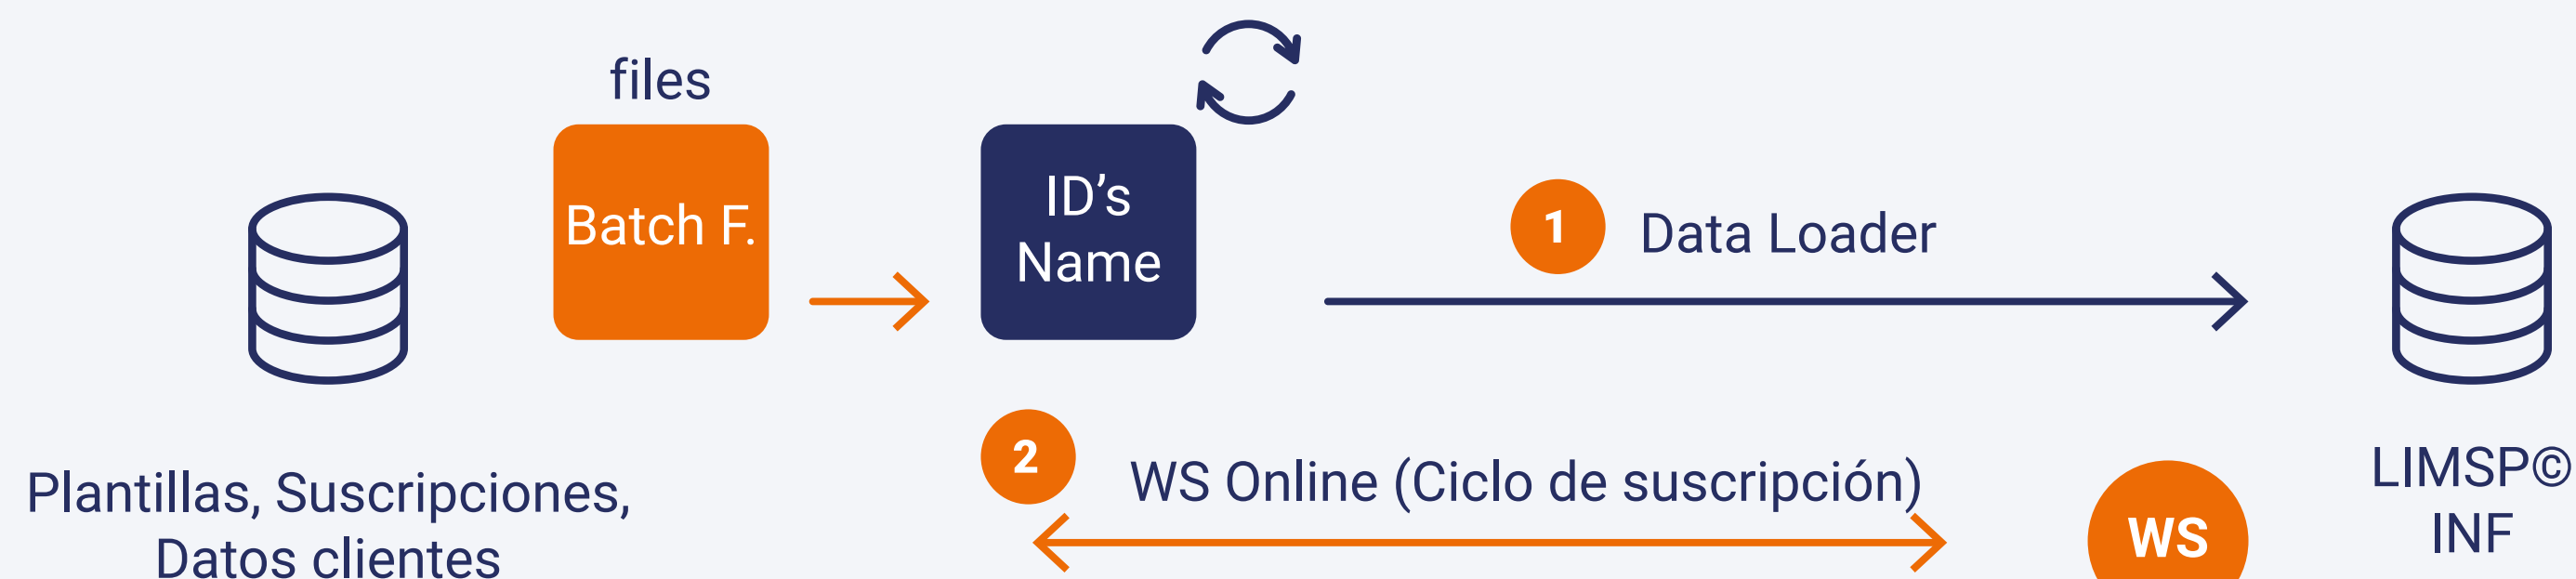 files
Batch F.
ID’s
Name
1
Data Loader
2
WS Online (Ciclo de suscripción)
WS
Plantillas, Suscripciones,
Datos clientes
LIMSP©
INF